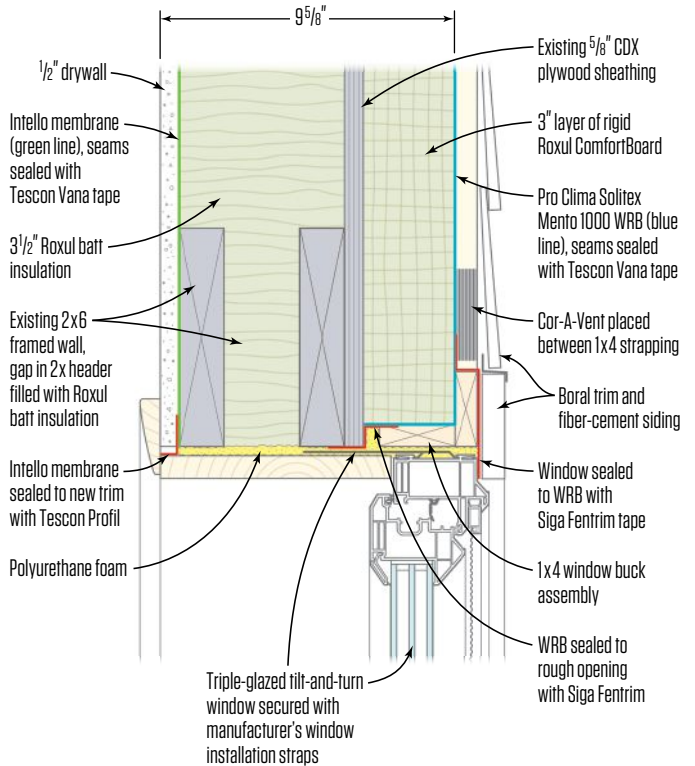 9 5/8"
1/2" drywall
Intello membrane
(green line), seams
sealed with
Tescon Vana tape
3 1/2" Roxul batt
insulation
Existing 2x6
framed wall,
gap in 2x header
filled with Roxul
batt insulation
Intello membrane
sealed to new trim
with Tescon Profil
Polyurethane foam
Triple-glazed tilt-and-turn
window secured with
manufacturer's window
installation straps
Existing 5/8" CDX
plywood sheathing
3" layer of rigid
Roxul ComfortBoard
Pro Clima Solitex
Mento 1000 WRB (blue
line), seams sealed
with Tescon Vana tape
Cor-A-Vent placed
between 1x4 strapping
Boral trim and
fiber-cement siding
Window sealed
to WRB with
Siga Fentrim tape
1x4 window buck
assembly
WRB sealed to
rough opening
with Siga Fentrim